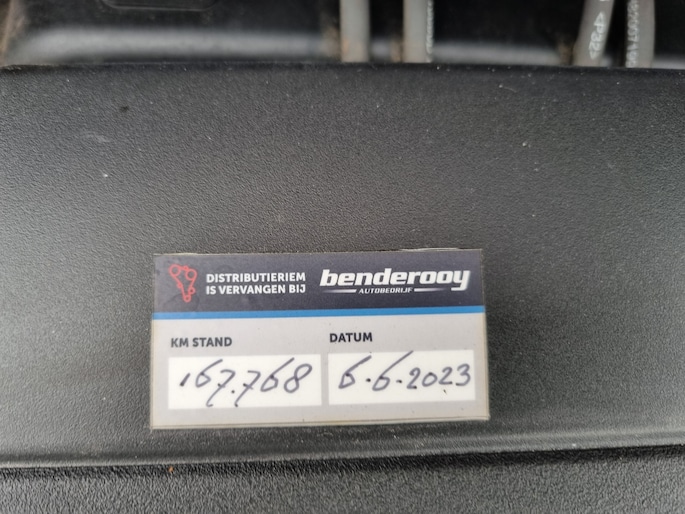 DISTRIBUTIERIEM
IS VERVANGEN BIJ
benderooy
AUTOBEDRIJF
KM STAND
167.768
DATUM
6.6.2023